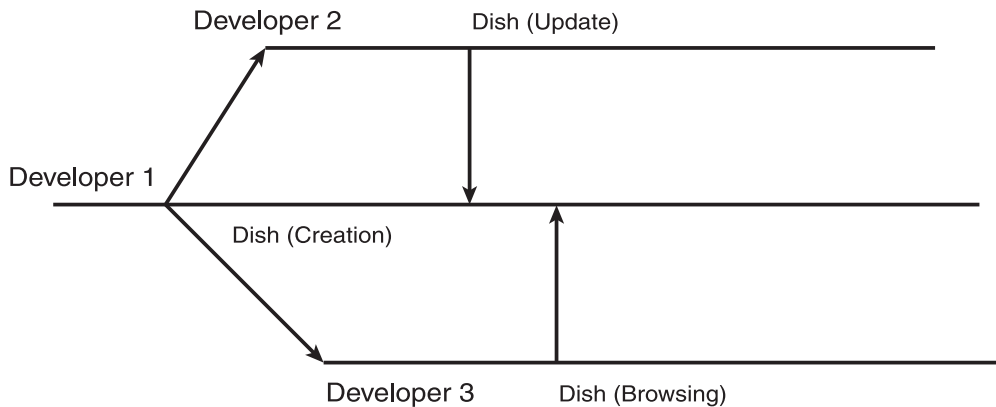 Developer 2
Dish (Update)
Developer 1
Dish (Creation)
Developer 3
Dish (Browsing)